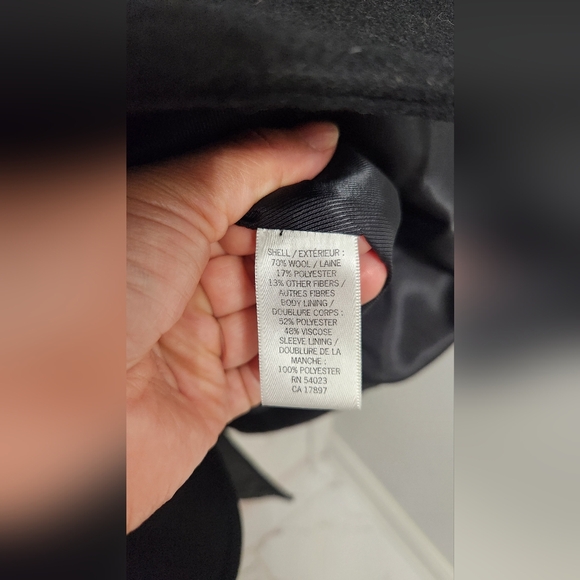 SHELL / EXTÉRIEUR :
70% WOOL / LAINE
17% POLYESTER
13% OTHER FIBERS /
AUTRES FIBRES
BODY LINING /
DOUBLURE CORPS :
52% POLYESTER
48% VISCOSE
SLEEVE LINING /
DOUBLURE DE LA
MANCHE :
100% POLYESTER
RN 54023
CA 17897